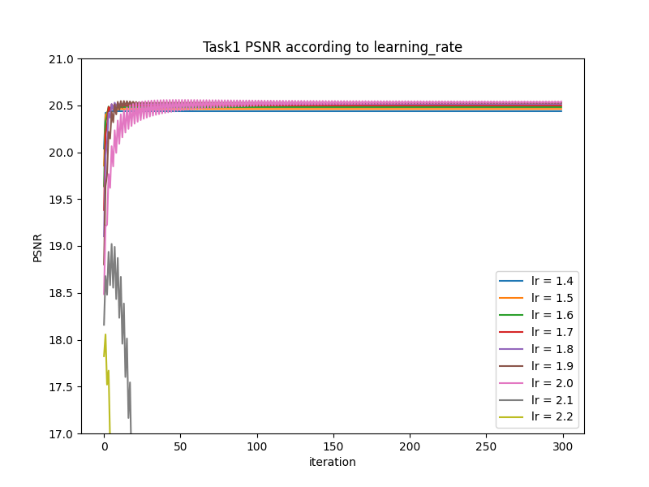 Task1 PSNR according to learning_rate
21.0
20.5
20.0
19.5
19.0
18.5
18.0
17.5
17.0
PSNR
0
50
100
150
200
250
300
iteration
lr = 1.4
lr = 1.5
lr = 1.6
lr = 1.7
lr = 1.8
lr = 1.9
lr = 2.0
lr = 2.1
lr = 2.2